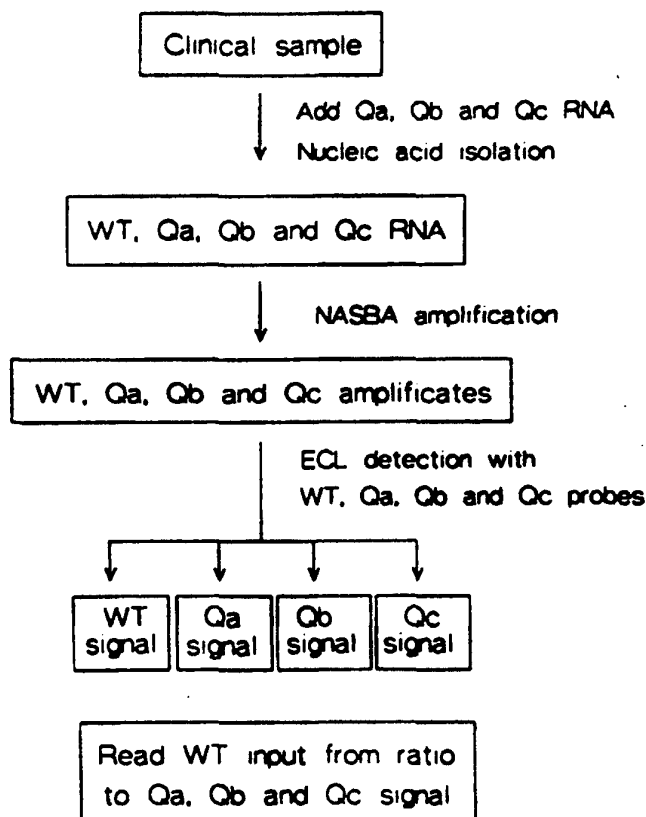 Clinical sample
Add Qa, Qb and Qc RNA
Nucleic acid isolation
WT, Qa, Qb and Qc RNA
NASBA amplification
WT, Qa, Qb and Qc amplificates
ECL detection with
WT, Qa, Qb and Qc probes
WT
signal
Qa
signal
Qb
signal
Qc
signal
Read WT input from ratio
to Qa, Qb and Qc signal